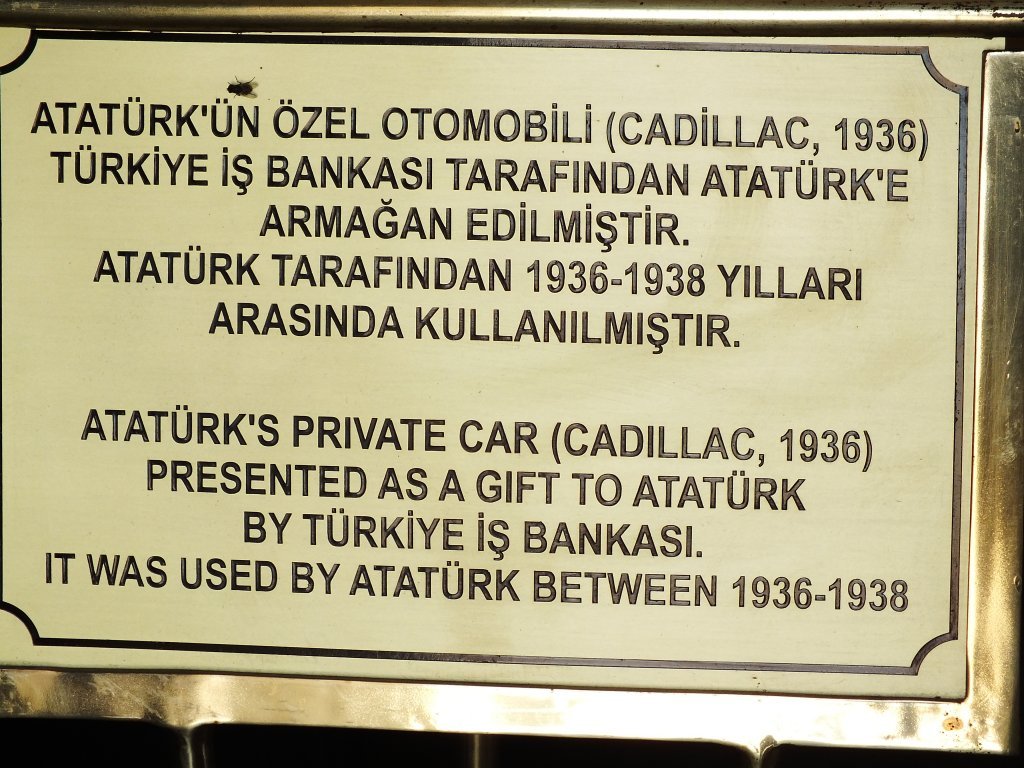 ATATÜRK'ÜN ÖZEL OTOMOBİLİ (CADİLLAC, 1936)
TÜRKİYE İŞ BANKASI TARAFINDAN ATATÜRK'E
ARMAĞAN EDİLMİŞTİR.
ATATÜRK TARAFINDAN 1936-1938 YILLARI
ARASINDA KULLANILMIŞTIR.
ATATÜRK'S PRIVATE CAR (CADILLAC, 1936)
PRESENTED AS A GIFT TO ATATÜRK
BY TÜRKİYE İŞ BANKASI.
IT WAS USED BY ATATÜRK BETWEEN 1936-1938